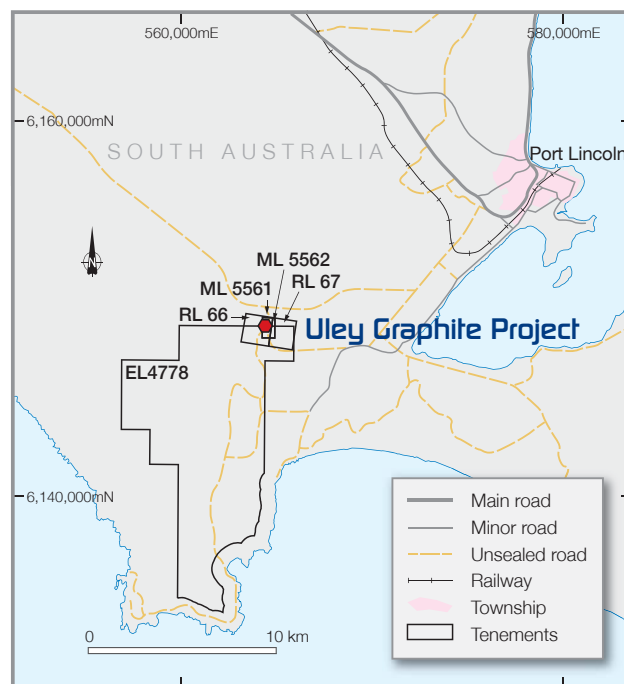 560,000mE
580,000mE
6,160,000mN
SOUTH AUSTRALIA
Port Lincoln
N
ML 5562
ML 5561
RL 67
RL 66
Uley Graphite Project
EL4778
6,140,000mN
Main road
Minor road
Unsealed road
Railway
Township
Tenements
0
10 km